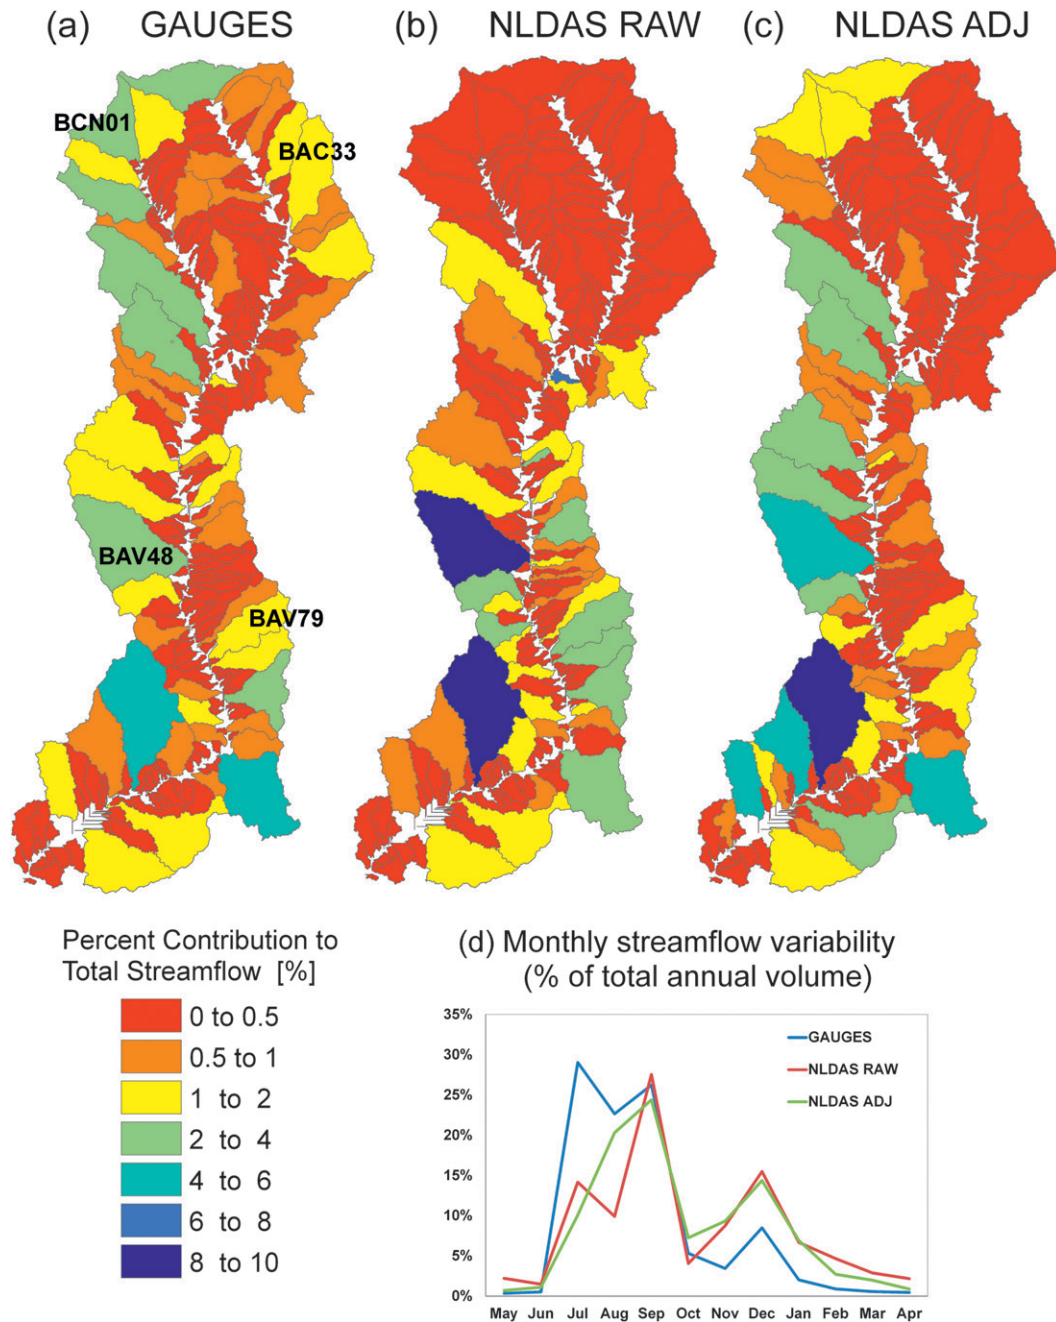 (a) GAUGES
(b) NLDAS RAW
(c) NLDAS ADJ
BCN01
BAC33
BAV48
BAV79
Percent Contribution to
Total Streamflow [%]
0 to 0.5
0.5 to 1
1 to 2
2 to 4
4 to 6
6 to 8
8 to 10
(d) Monthly streamflow variability
(% of total annual volume)
35%
30%
25%
20%
15%
10%
5%
0%
GAUGES
NLDAS RAW
NLDAS ADJ
May Jun Jul Aug Sep Oct Nov Dec Jan Feb Mar Apr